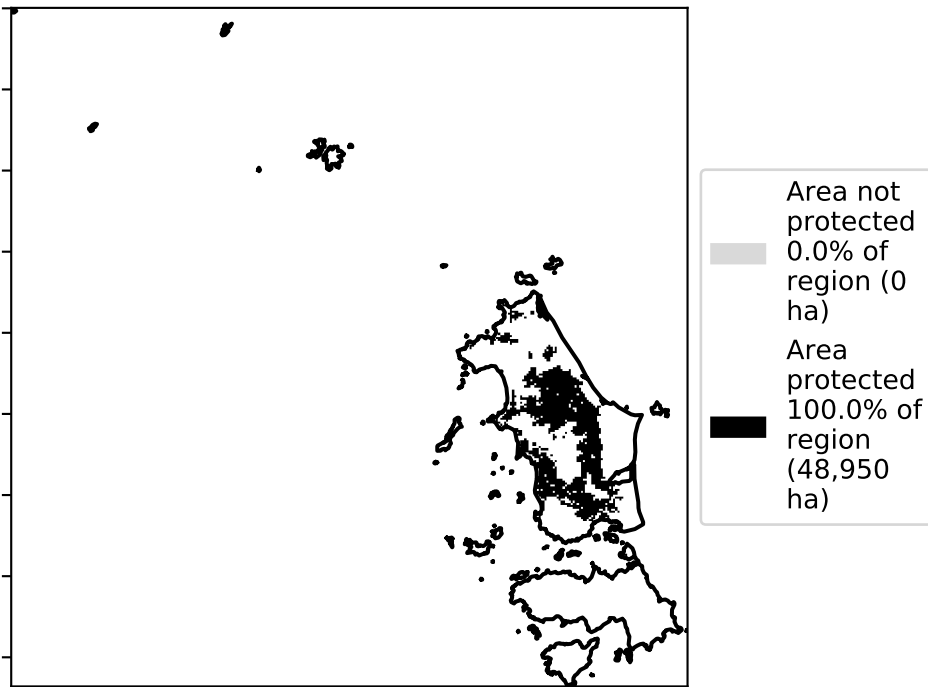 Area not
protected
0.0% of
region (0
ha)
Area
protected
100.0% of
region
(48,950
ha)